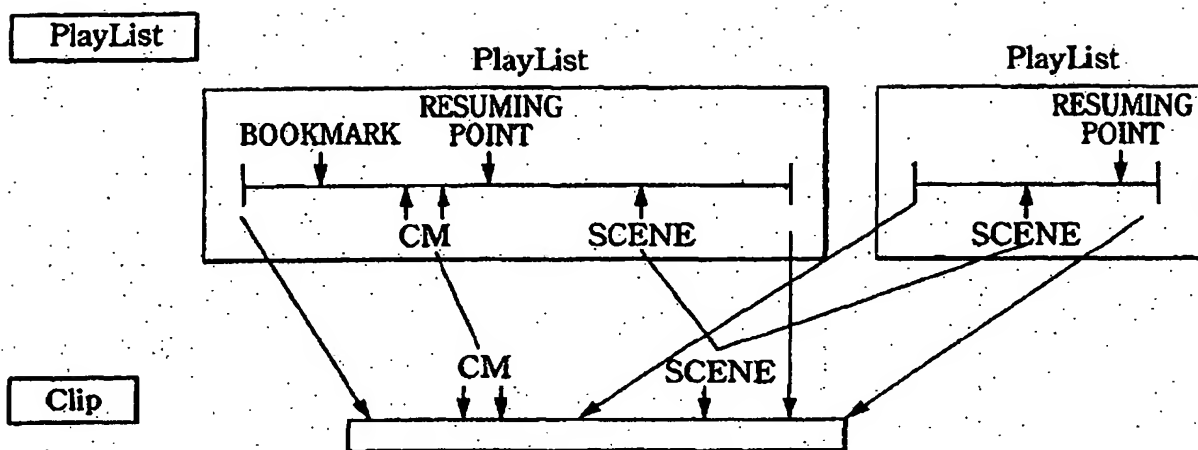 PlayList
PlayList
PlayList
BOOKMARK
RESUMING
POINT
RESUMING
POINT
CM
SCENE
SCENE
CM
SCENE
Clip